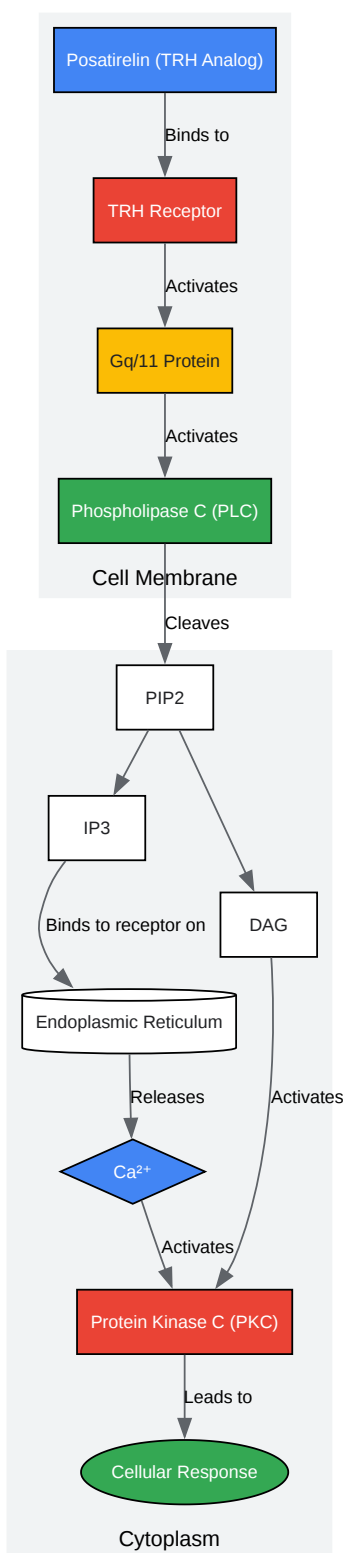 Posatirelin (TRH Analog)
Binds to
TRH Receptor
Activates
Gq/11 Protein
Activates
Phospholipase C (PLC)
Cell Membrane
Cleaves
PIP2
IP3
DAG
Binds to receptor on
Endoplasmic Reticulum
Releases
Activates
Ca²⁺
Activates
Protein Kinase C (PKC)
Leads to
Cellular Response
Cytoplasm